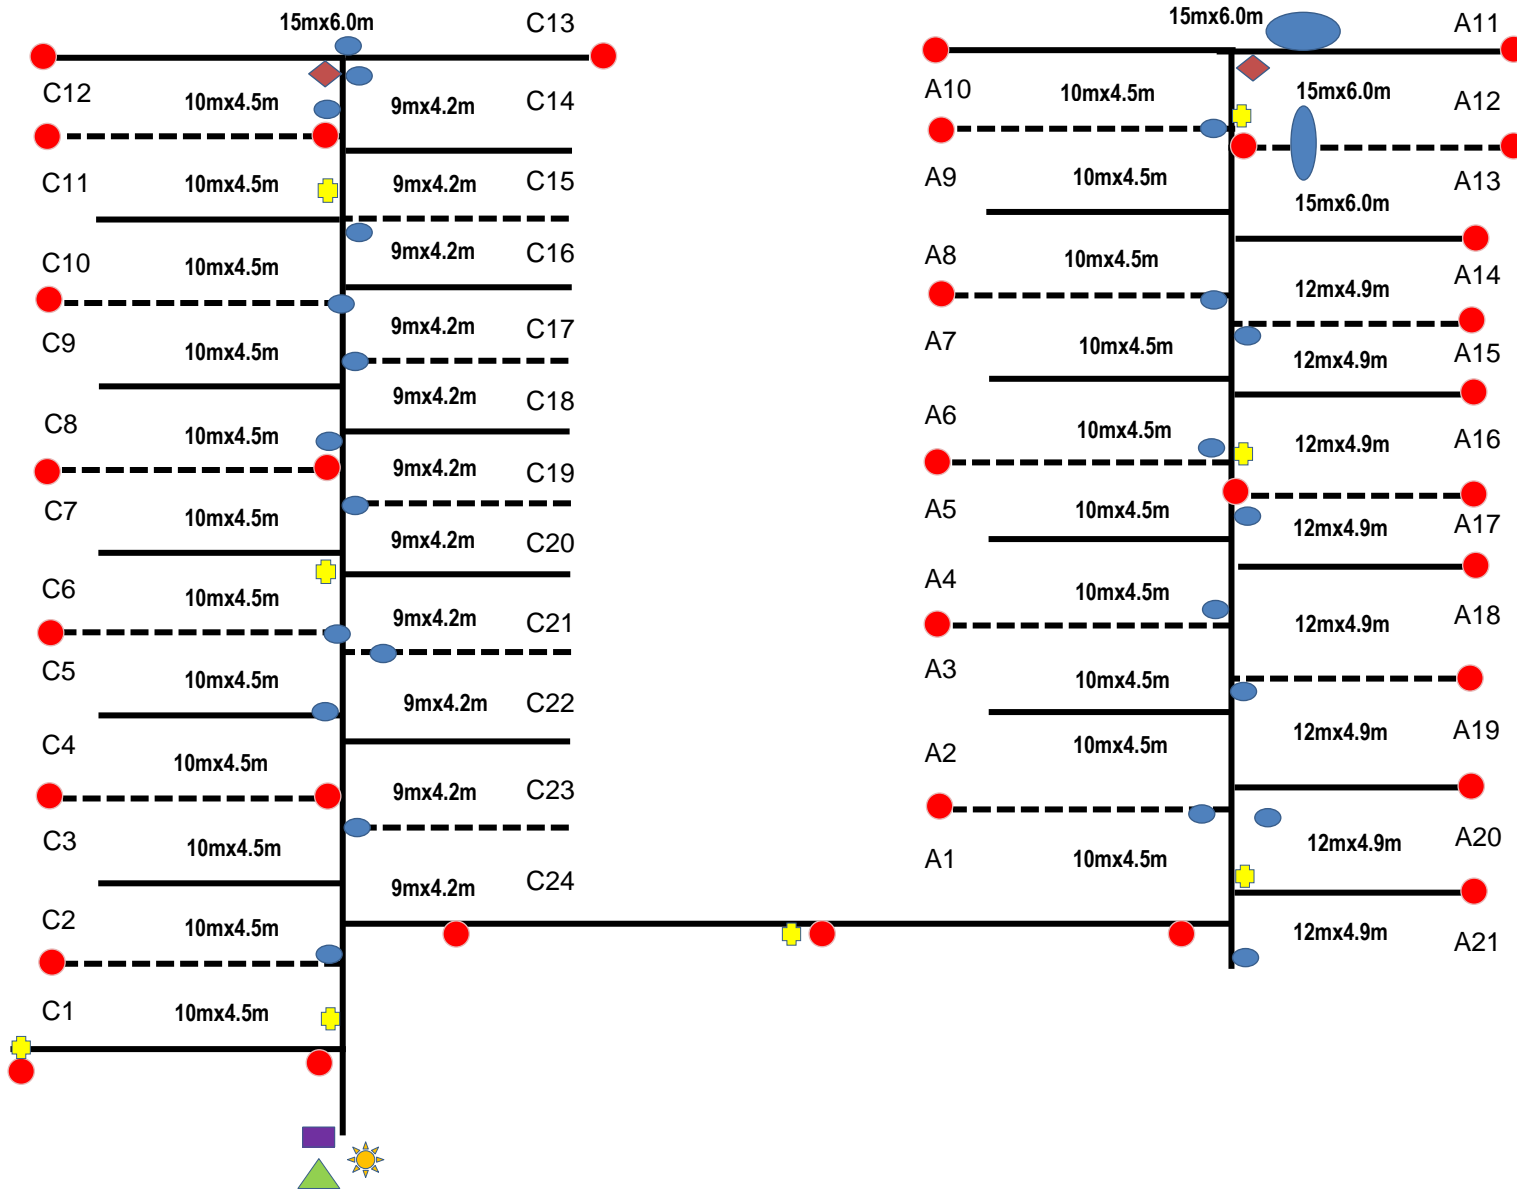 15mx6.0m
C13
C12
10mx4.5m
9mx4.2m
C14
C11
10mx4.5m
9mx4.2m
C15
C10
10mx4.5m
9mx4.2m
C16
C9
10mx4.5m
9mx4.2m
C17
C8
10mx4.5m
9mx4.2m
C18
C7
10mx4.5m
9mx4.2m
C19
C6
10mx4.5m
9mx4.2m
C20
C5
10mx4.5m
9mx4.2m
C21
C4
10mx4.5m
9mx4.2m
C22
C3
10mx4.5m
9mx4.2m
C23
C2
10mx4.5m
9mx4.2m
C24
C1
10mx4.5m
15mx6.0m
A11
A10
10mx4.5m
15mx6.0m
A12
A9
10mx4.5m
15mx6.0m
A13
A8
10mx4.5m
12mx4.9m
A14
A7
10mx4.5m
12mx4.9m
A15
A6
10mx4.5m
12mx4.9m
A16
A5
10mx4.5m
12mx4.9m
A17
A4
10mx4.5m
12mx4.9m
A18
A3
10mx4.5m
12mx4.9m
A19
A2
10mx4.5m
12mx4.9m
A20
A1
10mx4.5m
12mx4.9m
A21